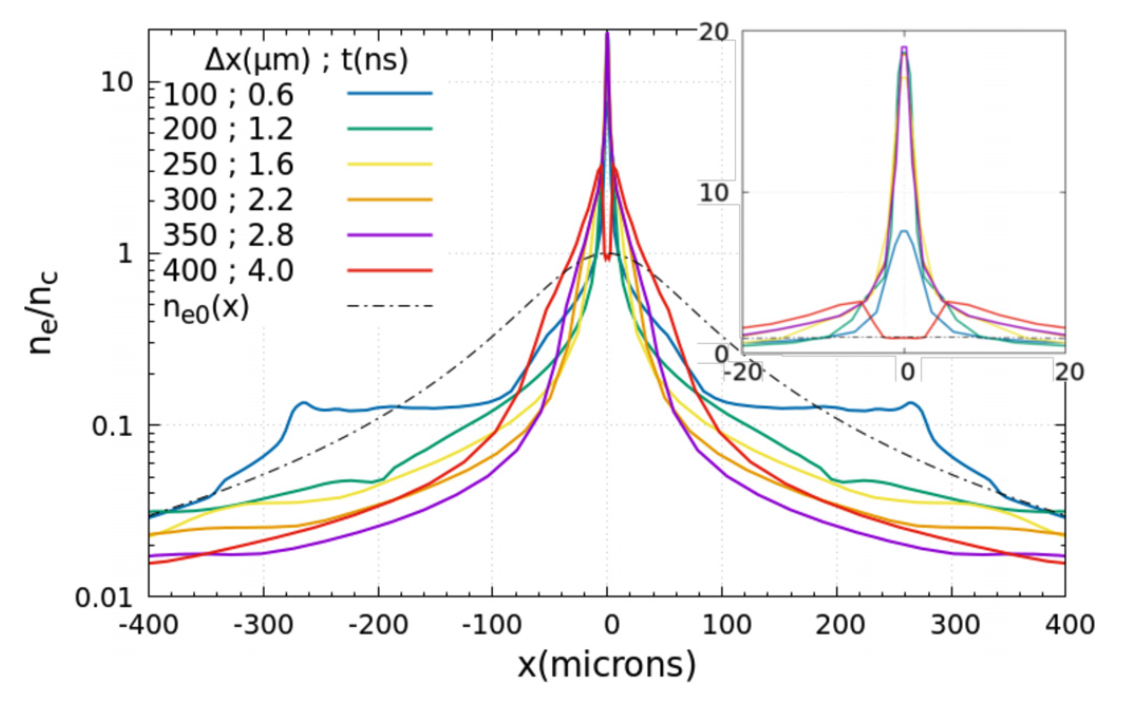 Δx(μm) ; t(ns)
100 ; 0.6
200 ; 1.2
250 ; 1.6
300 ; 2.2
350 ; 2.8
400 ; 4.0
nₑ₀(x)
nₑ/n_c
10
1
0.1
0.01
-400 -300 -200 -100 0 100 200 300 400
x(microns)
20
10
0
-20 0 20